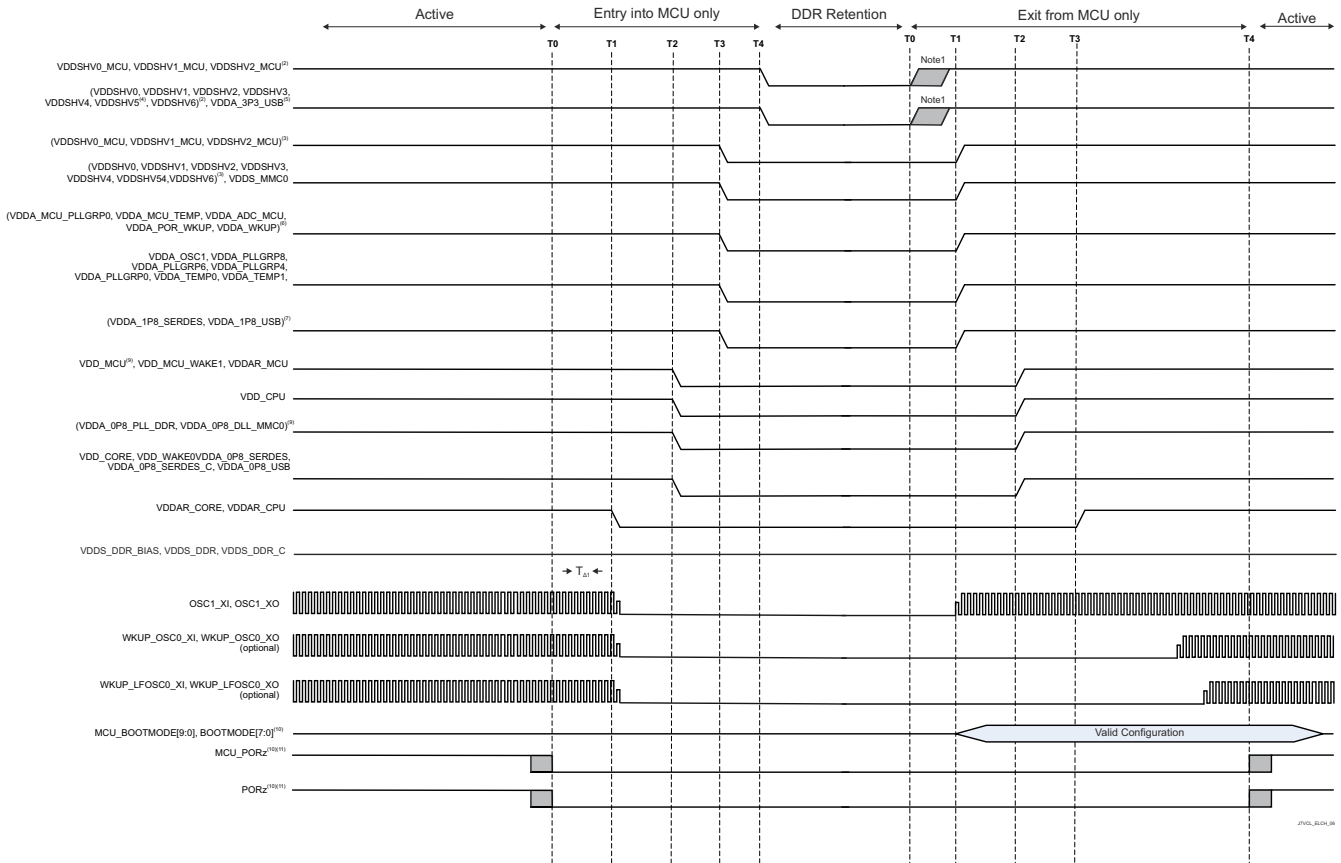 Active
Entry into MCU only
DDR Retention
Exit from MCU only
Active
T0
T1
T2
T3
T4
T0
T1
T2
T3
T4
VDDSHV0_MCU, VDDSHV1_MCU, VDDSHV2_MCU(2)
Note1
(VDDSHV0, VDDSHV1, VDDSHV2, VDDSHV3,
VDDSHV4, VDDSHV5(4), VDDSHV6)(2), VDDA_3P3_USB(5)
Note1
(VDDSHV0_MCU, VDDSHV1_MCU, VDDSHV2_MCU)(3)
(VDDSHV0, VDDSHV1, VDDSHV2, VDDSHV3,
VDDSHV4, VDDSHV54,VDDSHV6)(3), VDDS_MMC0
(VDDA_MCU_PLLGRP0, VDDA_MCU_TEMP, VDDA_ADC_MCU,
VDDA_POR_WKUP, VDDA_WKUP)(6)
VDDA_OSC1, VDDA_PLLGRP8,
VDDA_PLLGRP6, VDDA_PLLGRP4,
VDDA_PLLGRP0, VDDA_TEMP0, VDDA_TEMP1,
(VDDA_1P8_SERDES, VDDA_1P8_USB)(7)
VDD_MCU(9), VDD_MCU_WAKE1, VDDAR_MCU
VDD_CPU
(VDDA_0P8_PLL_DDR, VDDA_0P8_DLL_MMC0)(9)
VDD_CORE, VDD_WAKE0VDDA_0P8_SERDES,
VDDA_0P8_SERDES_C, VDDA_0P8_USB
VDDAR_CORE, VDDAR_CPU
VDDS_DDR_BIAS, VDDS_DDR, VDDS_DDR_C
TΔ1
OSC1_XI, OSC1_XO
WKUP_OSC0_XI, WKUP_OSC0_XO
(optional)
WKUP_LFOSC0_XI, WKUP_LFOSC0_XO
(optional)
MCU_BOOTMODE[9:0], BOOTMODE[7:0](10)
Valid Configuration
MCU_PORz(10)(11)
PORz(10)(11)
J7VCL_ELCH_06